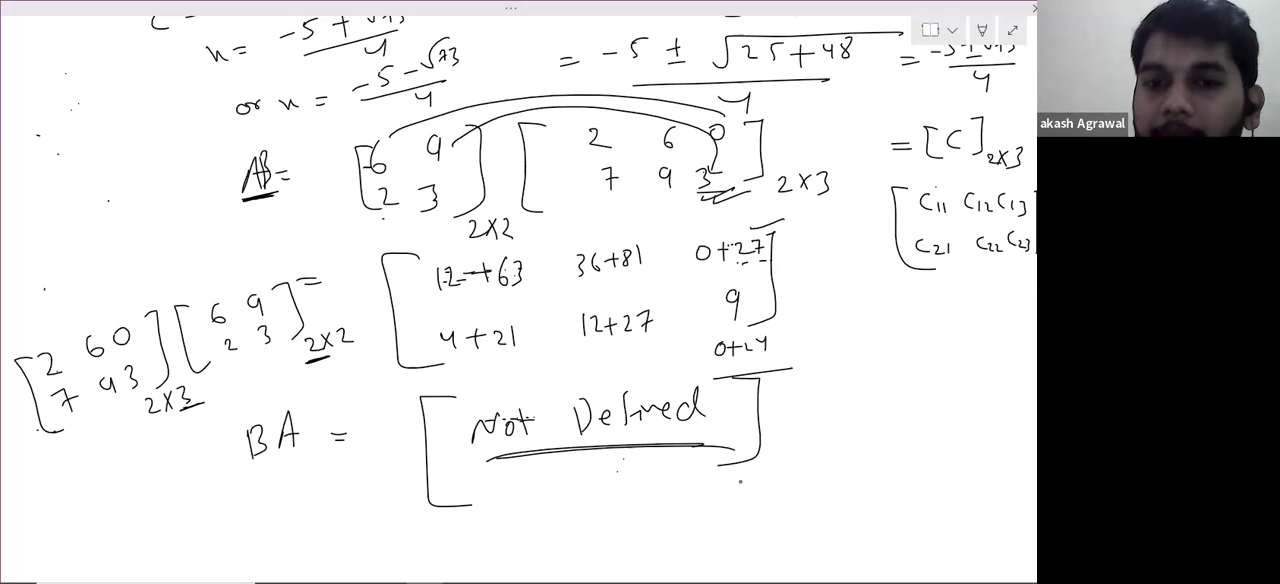 x = -5 + √73 / 4
or x = -5 - √73 / 4
= -5 ± √25+48 / 4
= -5 ± √73 / 4
akash Agrawal
AB = [6 9
2 3] 2×2 [2 6 0
7 9 3] 2×3
= [C] 2×3
[C11 C12 C13
C21 C22 C23
= [12+63 36+81 0+27
4+21 12+27 9]
0+24
[2 6 0
7 9 3] 2×3 [6 9
2 3] 2×2
BA = [Not Defined]